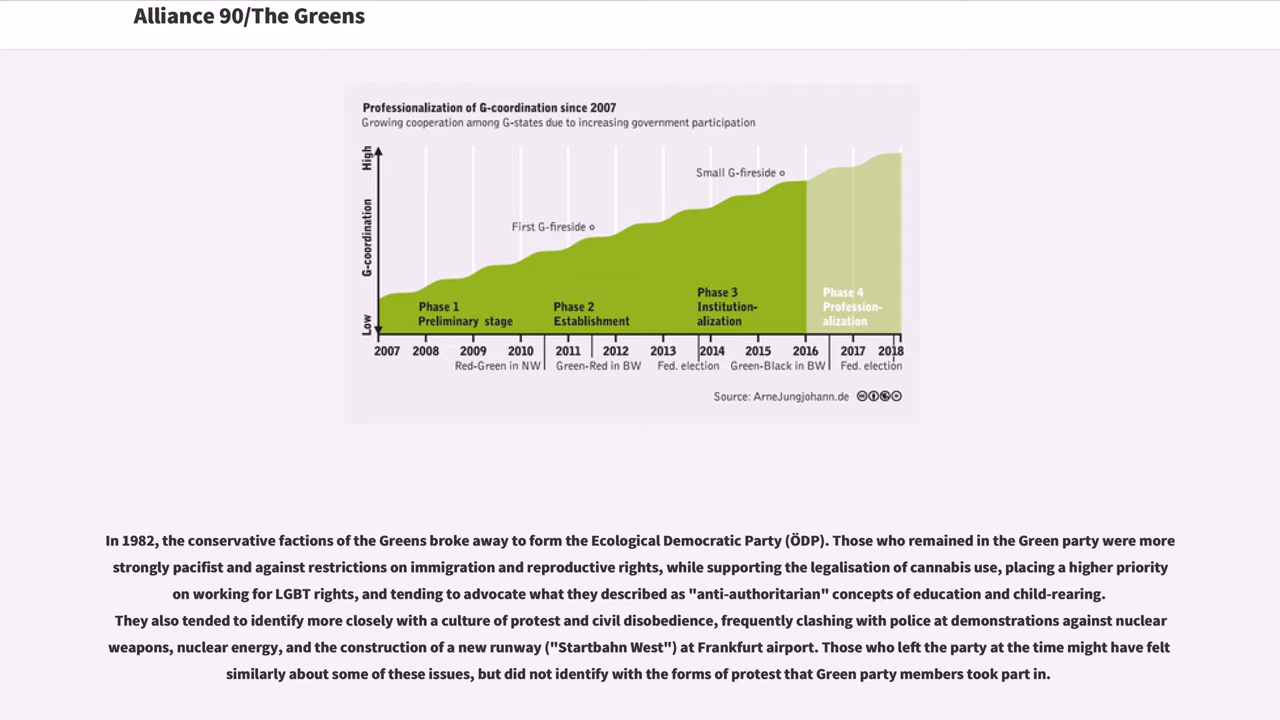 Alliance 90/The Greens
Professionalization of G-coordination since 2007
Growing cooperation among G-states due to increasing government participation
High
G-coordination
Low
Small G-fireside
First G-fireside
Phase 1
Preliminary stage
Phase 2
Establishment
Phase 3
Institution-
alization
Phase 4
Profession-
alization
2007 2008 2009 2010 2011 2012 2013 2014 2015 2016 2017 2018
Red-Green in NW Green-Red in BW Fed. election Green-Black in BW Fed. election
Source: ArneJungjohann.de
In 1982, the conservative factions of the Greens broke away to form the Ecological Democratic Party (ÖDP). Those who remained in the Green party were more
strongly pacifist and against restrictions on immigration and reproductive rights, while supporting the legalisation of cannabis use, placing a higher priority
on working for LGBT rights, and tending to advocate what they described as "anti-authoritarian" concepts of education and child-rearing.
They also tended to identify more closely with a culture of protest and civil disobedience, frequently clashing with police at demonstrations against nuclear
weapons, nuclear energy, and the construction of a new runway ("Startbahn West") at Frankfurt airport. Those who left the party at the time might have felt
similarly about some of these issues, but did not identify with the forms of protest that Green party members took part in.